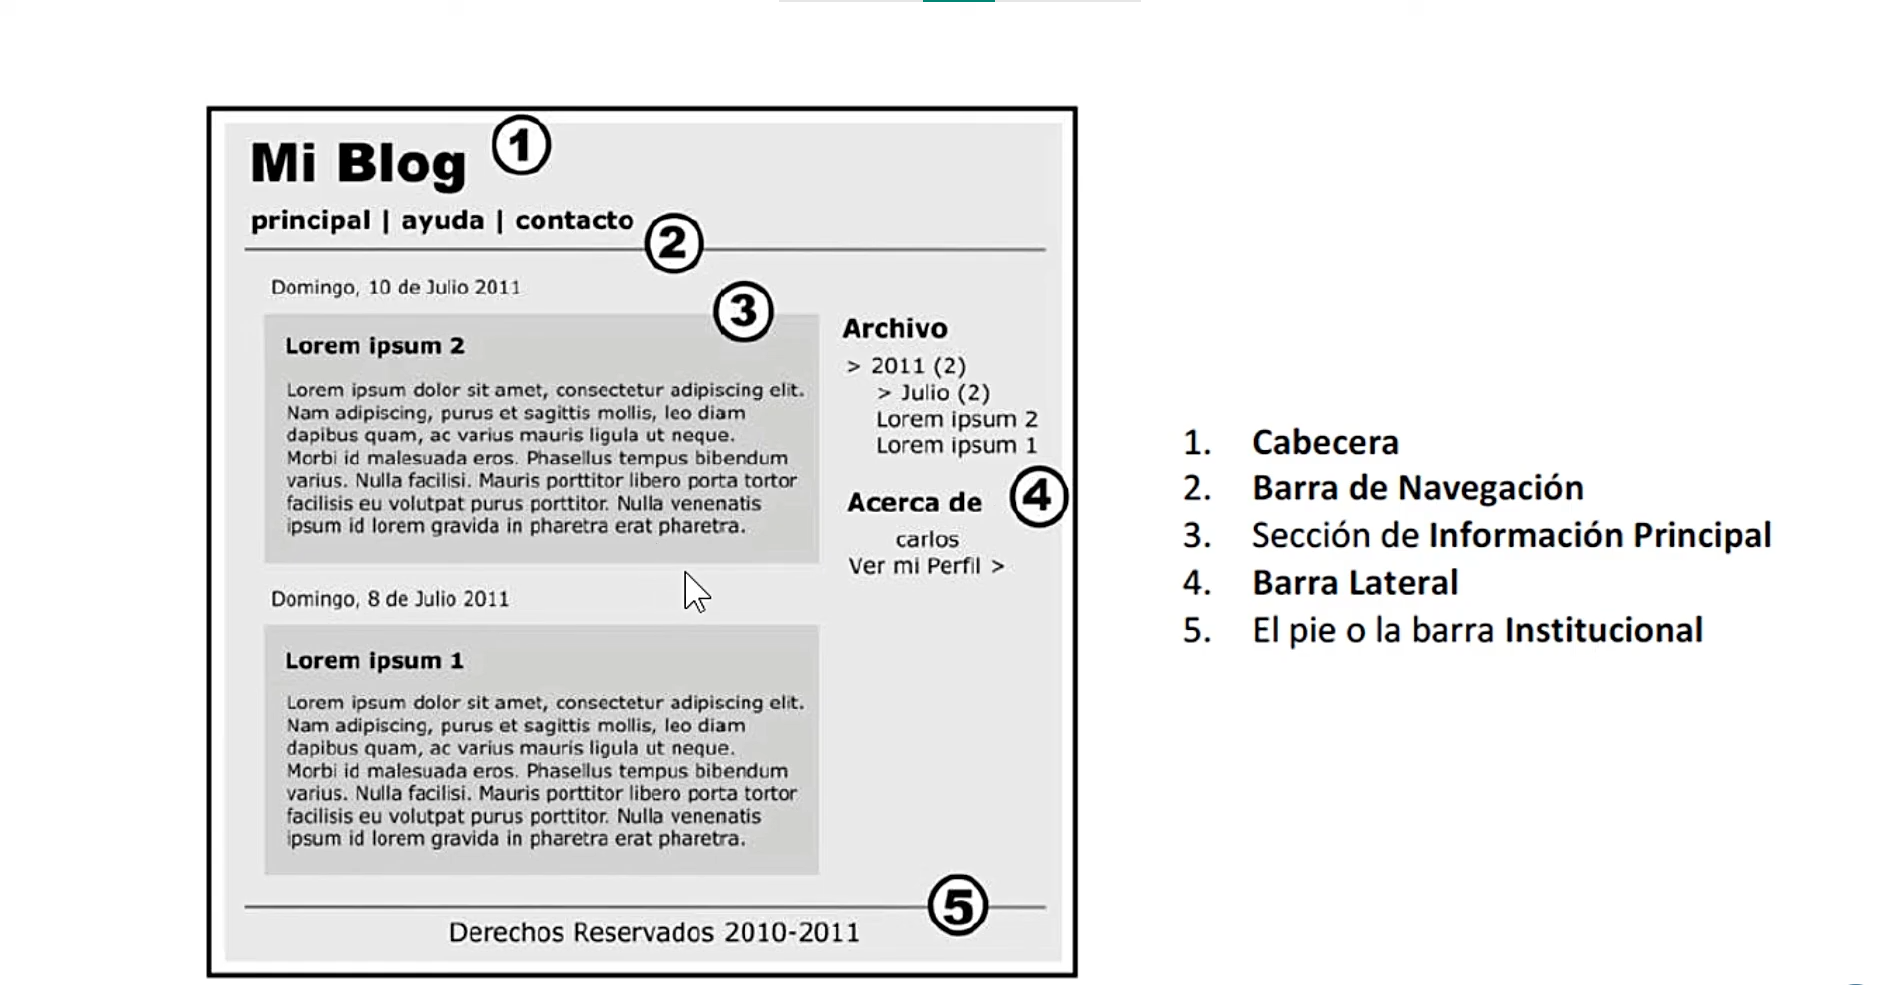 Mi Blog 1
principal | ayuda | contacto 2
Domingo, 10 de Julio 2011
3
Lorem ipsum 2
Lorem ipsum dolor sit amet, consectetur adipiscing elit.
Nam adipiscing, purus et sagittis mollis, leo diam
dapibus quam, ac varius mauris ligula ut neque.
Morbi id malesuada eros. Phasellus tempus bibendum
varius. Nulla facilisi. Mauris porttitor libero porta tortor
facilisis eu volutpat purus porttitor. Nulla venenatis
ipsum id lorem gravida in pharetra erat pharetra.
Domingo, 8 de Julio 2011
Lorem ipsum 1
Lorem ipsum dolor sit amet, consectetur adipiscing elit.
Nam adipiscing, purus et sagittis mollis, leo diam
dapibus quam, ac varius mauris ligula ut neque.
Morbi id malesuada eros. Phasellus tempus bibendum
varius. Nulla facilisi. Mauris porttitor libero porta tortor
facilisis eu volutpat purus porttitor. Nulla venenatis
ipsum id lorem gravida in pharetra erat pharetra.
Archivo
> 2011 (2)
> Julio (2)
Lorem ipsum 2
Lorem ipsum 1
Acerca de 4
carlos
Ver mi Perfil >
5
Derechos Reservados 2010-2011
1. Cabecera
2. Barra de Navegación
3. Sección de Información Principal
4. Barra Lateral
5. El pie o la barra Institucional